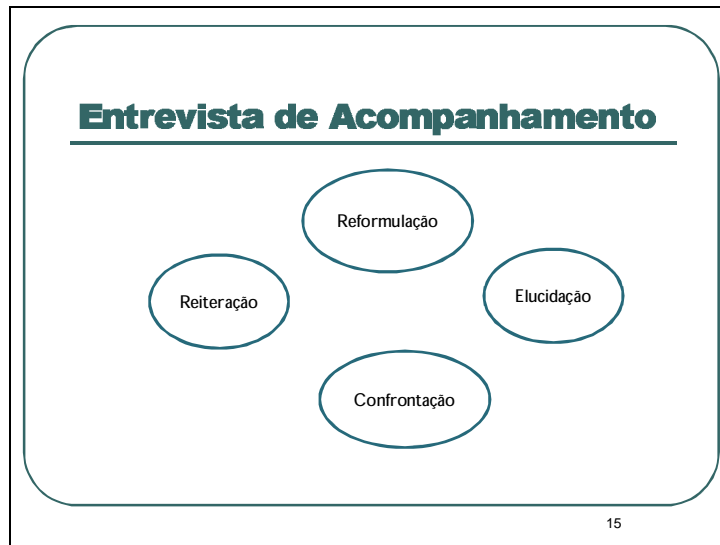 Entrevista de Acompanhamento
Reformulação
Reiteração
Elucidação
Confrontação
15